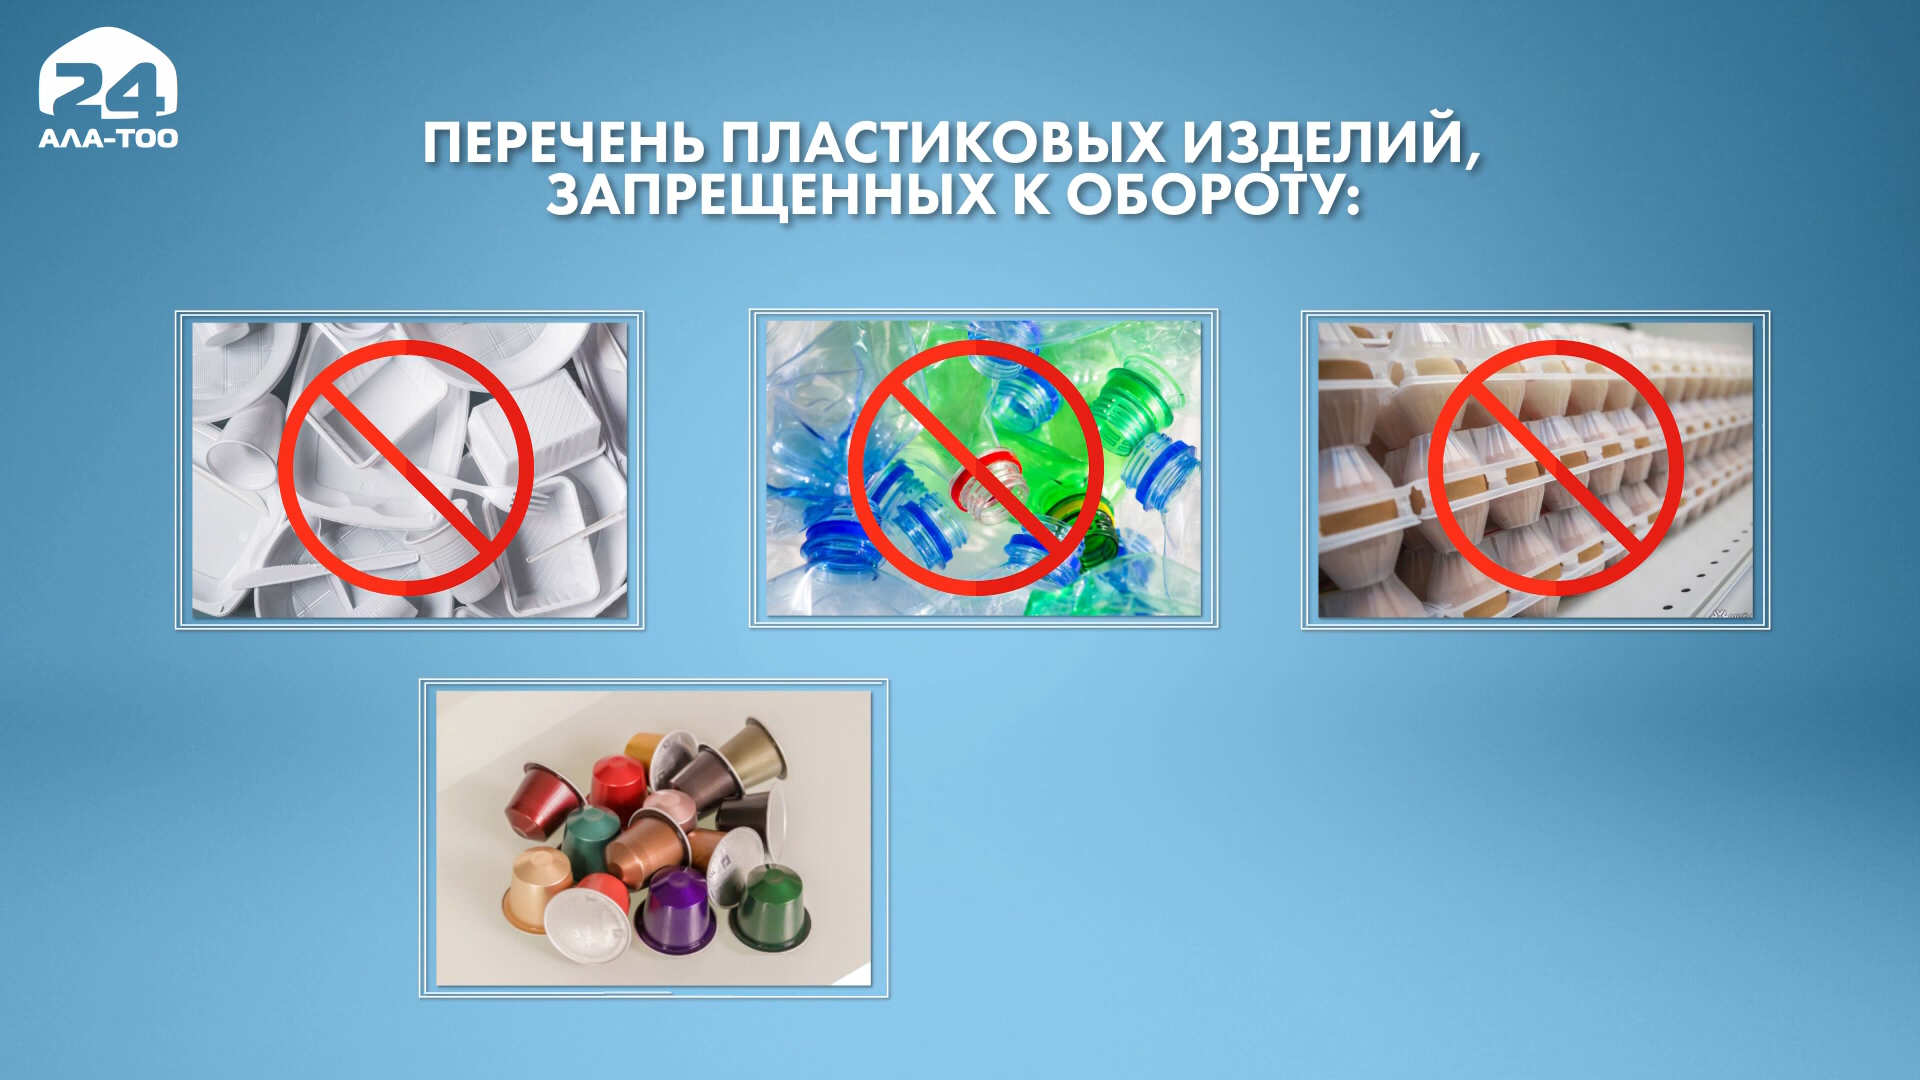 24
АЛА-ТОО
ПЕРЕЧЕНЬ ПЛАСТИКОВЫХ ИЗДЕЛИЙ,
ЗАПРЕЩЕННЫХ К ОБОРОТУ: